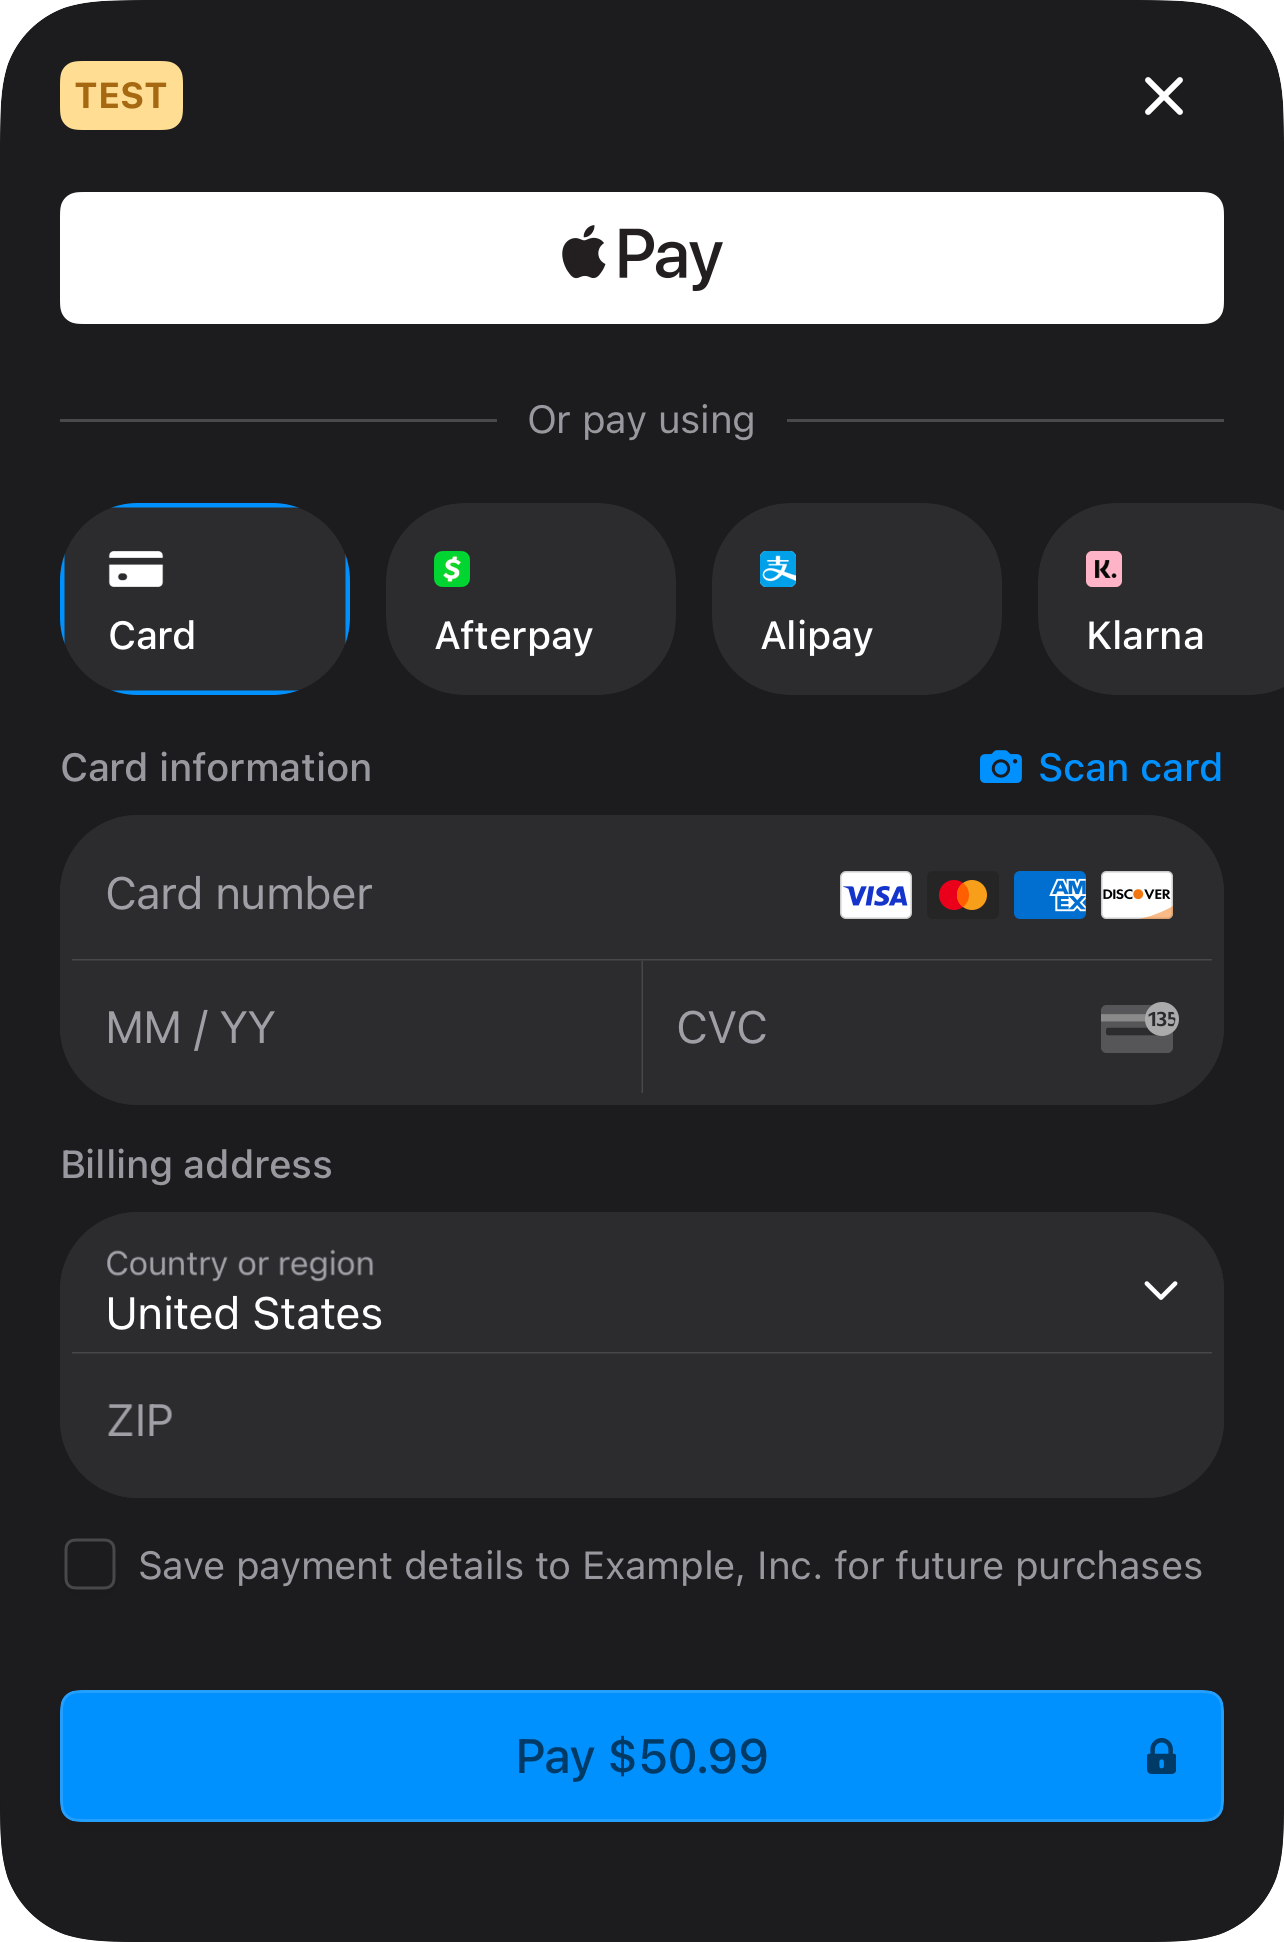 TEST
Pay
Or pay using
Card
Afterpay
Alipay
Klarna
Card information
Scan card
Card number
VISA
AM
EX
DISCOVER
MM / YY
CVC
135
Billing address
Country or region
United States
ZIP
Save payment details to Example, Inc. for future purchases
Pay $50.99